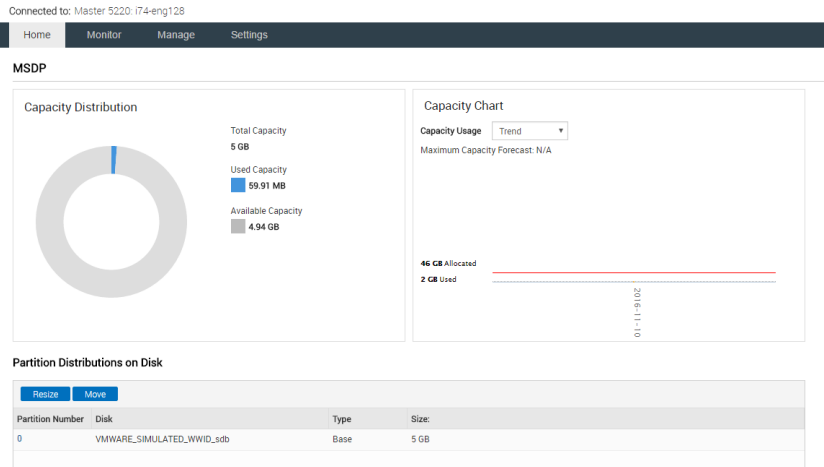 Connected to: Master 5220: i74-eng128
Home Monitor Manage Settings
MSDP
Capacity Distribution
Total Capacity
5 GB
Used Capacity
59.91 MB
Available Capacity
4.94 GB
Capacity Chart
Capacity Usage Trend
Maximum Capacity Forecast: N/A
46 GB Allocated
2 GB Used
2016-11-10
Partition Distributions on Disk
Resize Move
Partition Number Disk Type Size:
0 VMWARE_SIMULATED_WWID_sdb Base 5 GB